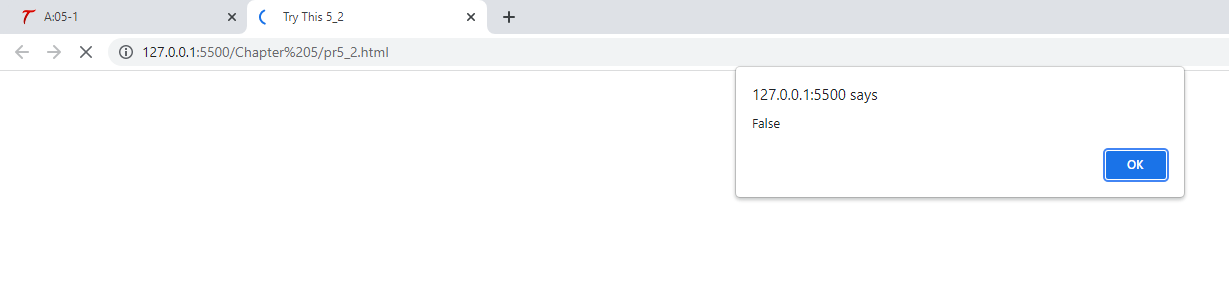 A:05-1
Try This 5_2
127.0.0.1:5500/Chapter%205/pr5_2.html
127.0.0.1:5500 says
False
OK